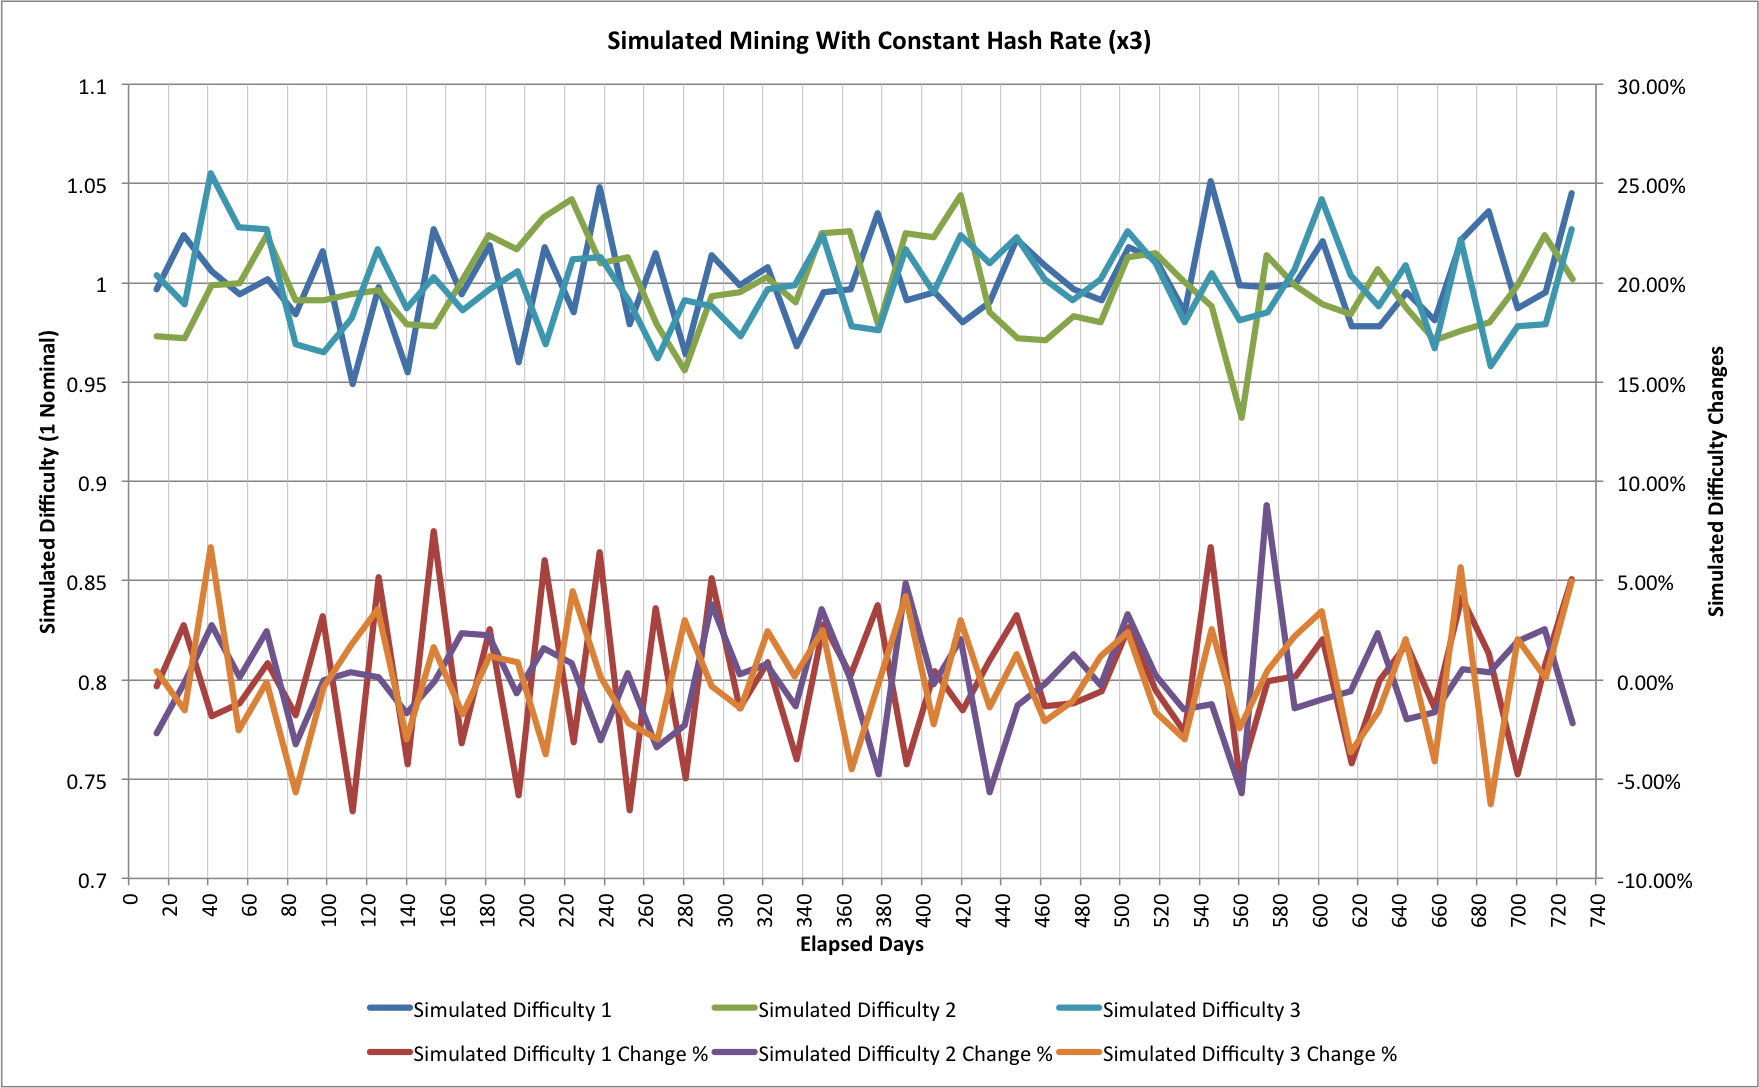 Simulated Mining With Constant Hash Rate (x3)
1.1
1.05
1
0.95
0.9
0.85
0.8
0.75
0.7
Simulated Difficulty (1 Nominal)
30.00%
25.00%
20.00%
15.00%
10.00%
5.00%
0.00%
-5.00%
-10.00%
Simulated Difficulty Changes
0 20 40 60 80 100 120 140 160 180 200 220 240 260 280 300 320 340 360 380 400 420 440 460 480 500 520 540 560 580 600 620 640 660 680 700 720 740
Elapsed Days
Simulated Difficulty 1 Simulated Difficulty 2 Simulated Difficulty 3
Simulated Difficulty 1 Change % Simulated Difficulty 2 Change % Simulated Difficulty 3 Change %